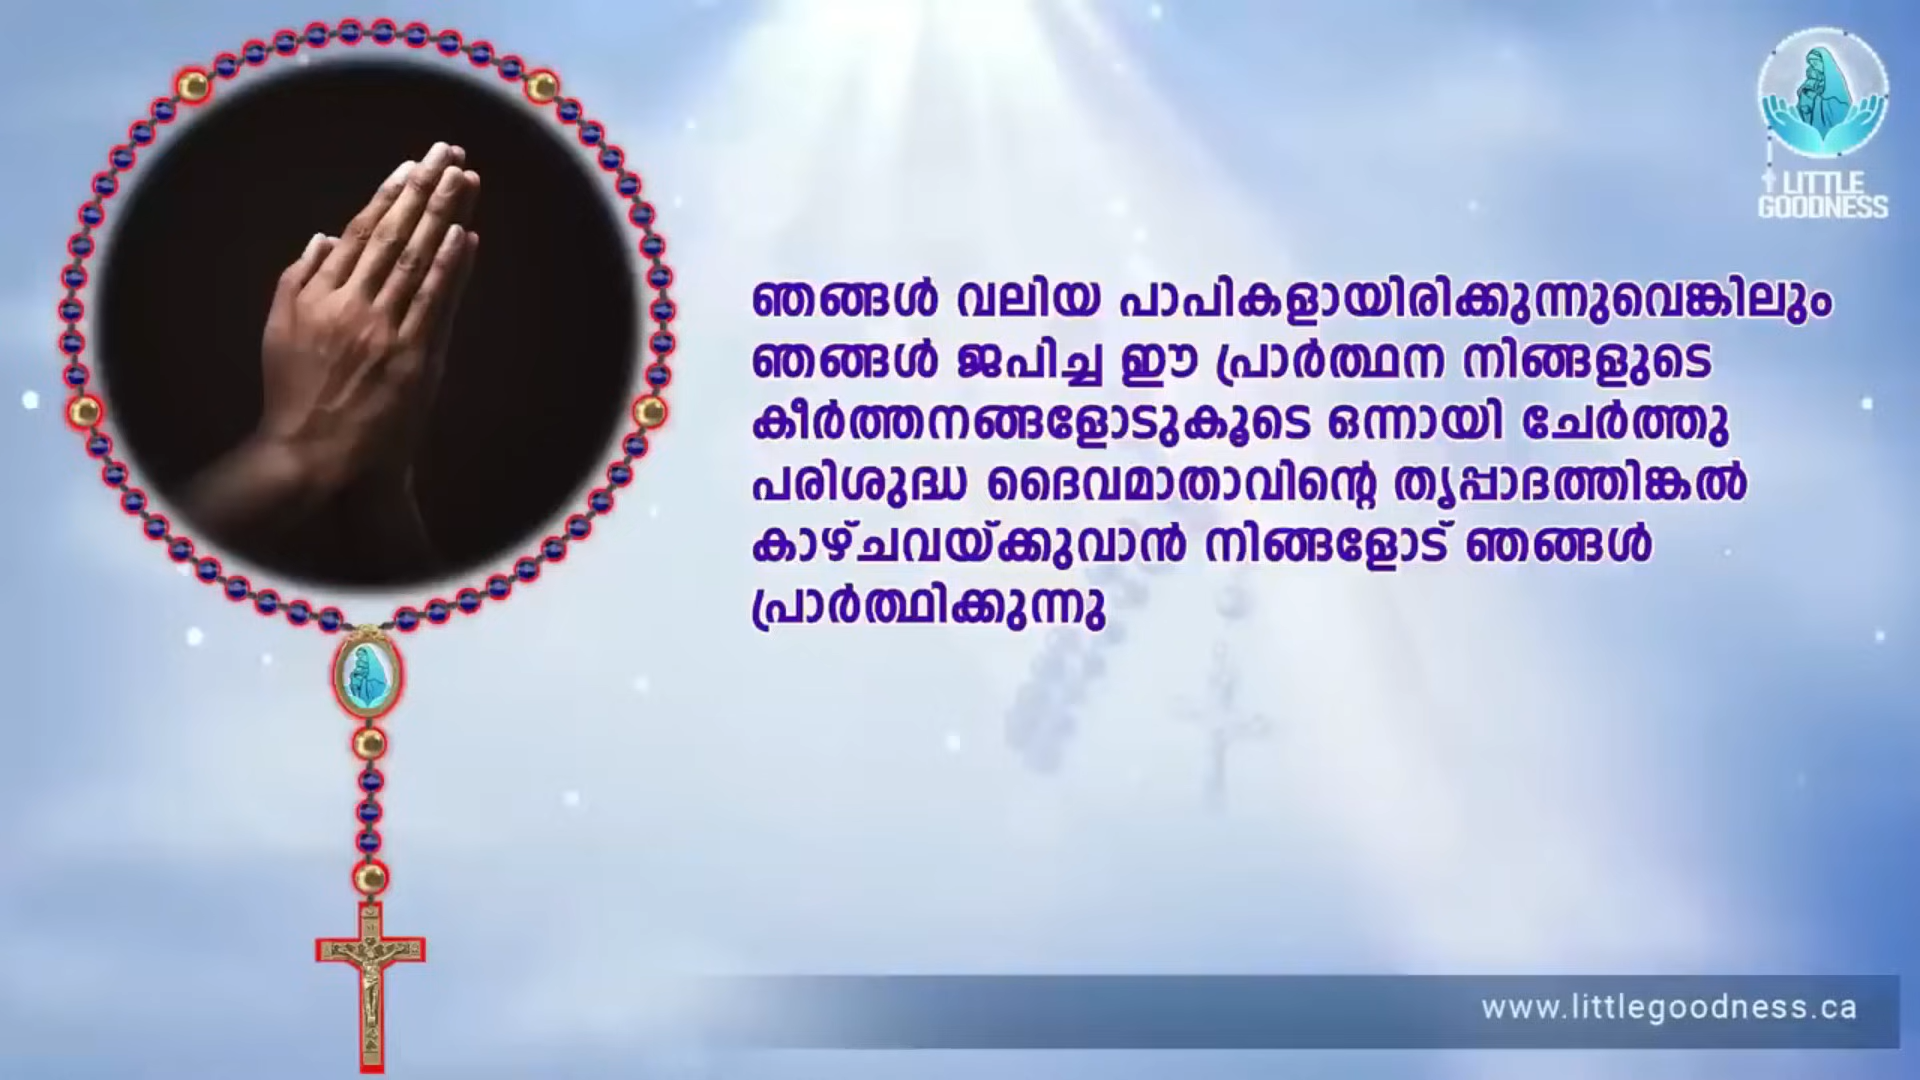 LITTLE
GOODNESS
ഞങ്ങൾ വലിയ പാപികളായിരിക്കുന്നുവെങ്കിലും
ഞങ്ങൾ ജപിച്ച ഈ പ്രാർത്ഥന നിങ്ങളുടെ
കീർത്തനങ്ങളോടുകൂടെ ഒന്നായി ചേർത്തു
പരിശുദ്ധ ദൈവമാതാവിന്റെ തൃപ്പാദത്തിങ്കൽ
കാഴ്ചവയ്ക്കുവാൻ നിങ്ങളോട് ഞങ്ങൾ
പ്രാർത്ഥിക്കുന്നു
www.littlegoodness.ca